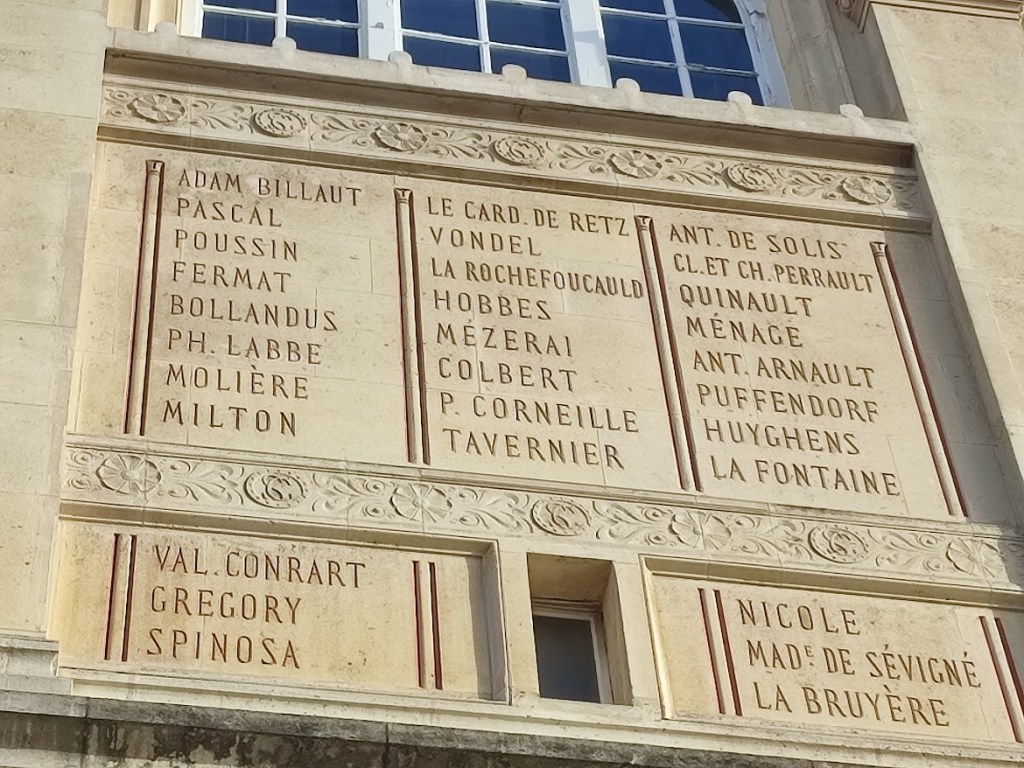 ADAM BILLAUT
PASCAL
POUSSIN
FERMAT
BOLLANDUS
PH. LABBE
MOLIÈRE
MILTON
LE CARD. DE RETZ
VONDEL
LA ROCHEFOUCAULD
HOBBES
MÉZERAI
COLBERT
P. CORNEILLE
TAVERNIER
ANT. DE SOLIS
CL. ET CH. PERRAULT
QUINAULT
MÉNAGE
ANT. ARNAULT
PUFFENDORF
HUYGHENS
LA FONTAINE
VAL. CONRART
GREGORY
SPINOSA
NICOLE
MADE. DE SÉVIGNÉ
LA BRUYÈRE